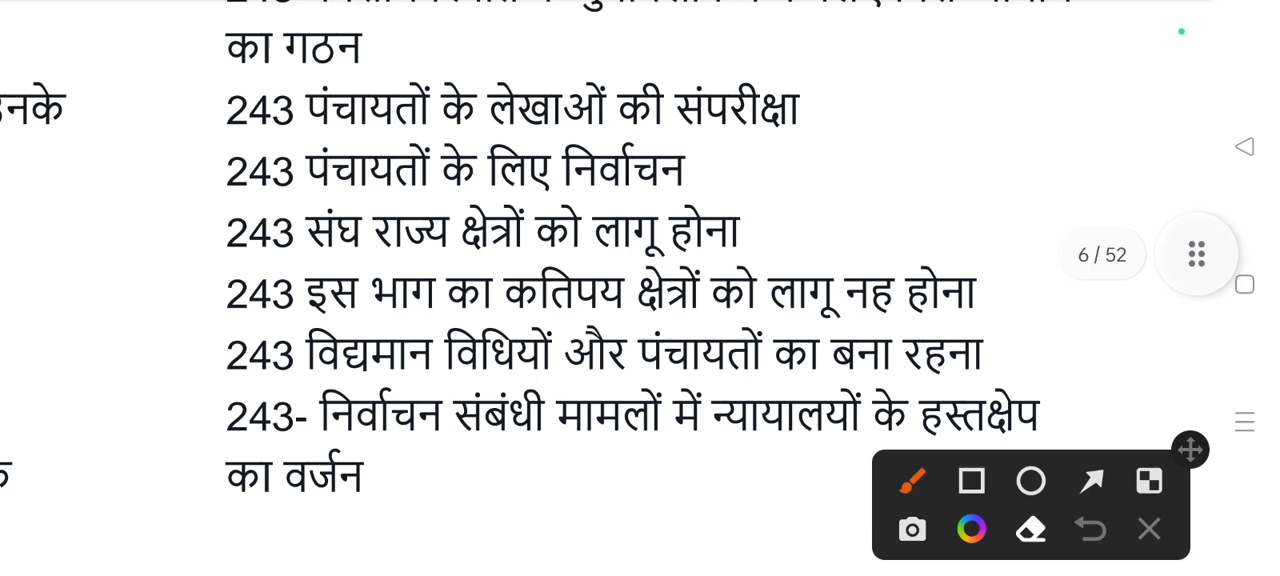 का गठन
नके
243 पंचायतों के लेखाओं की संपरीक्षा
243 पंचायतों के लिए निर्वाचन
243 संघ राज्य क्षेत्रों को लागू होना
6 / 52
243 इस भाग का कतिपय क्षेत्रों को लागू नह होना
243 विद्यमान विधियों और पंचायतों का बना रहना
243- निर्वाचन संबंधी मामलों में न्यायालयों के हस्तक्षेप
का वर्जन